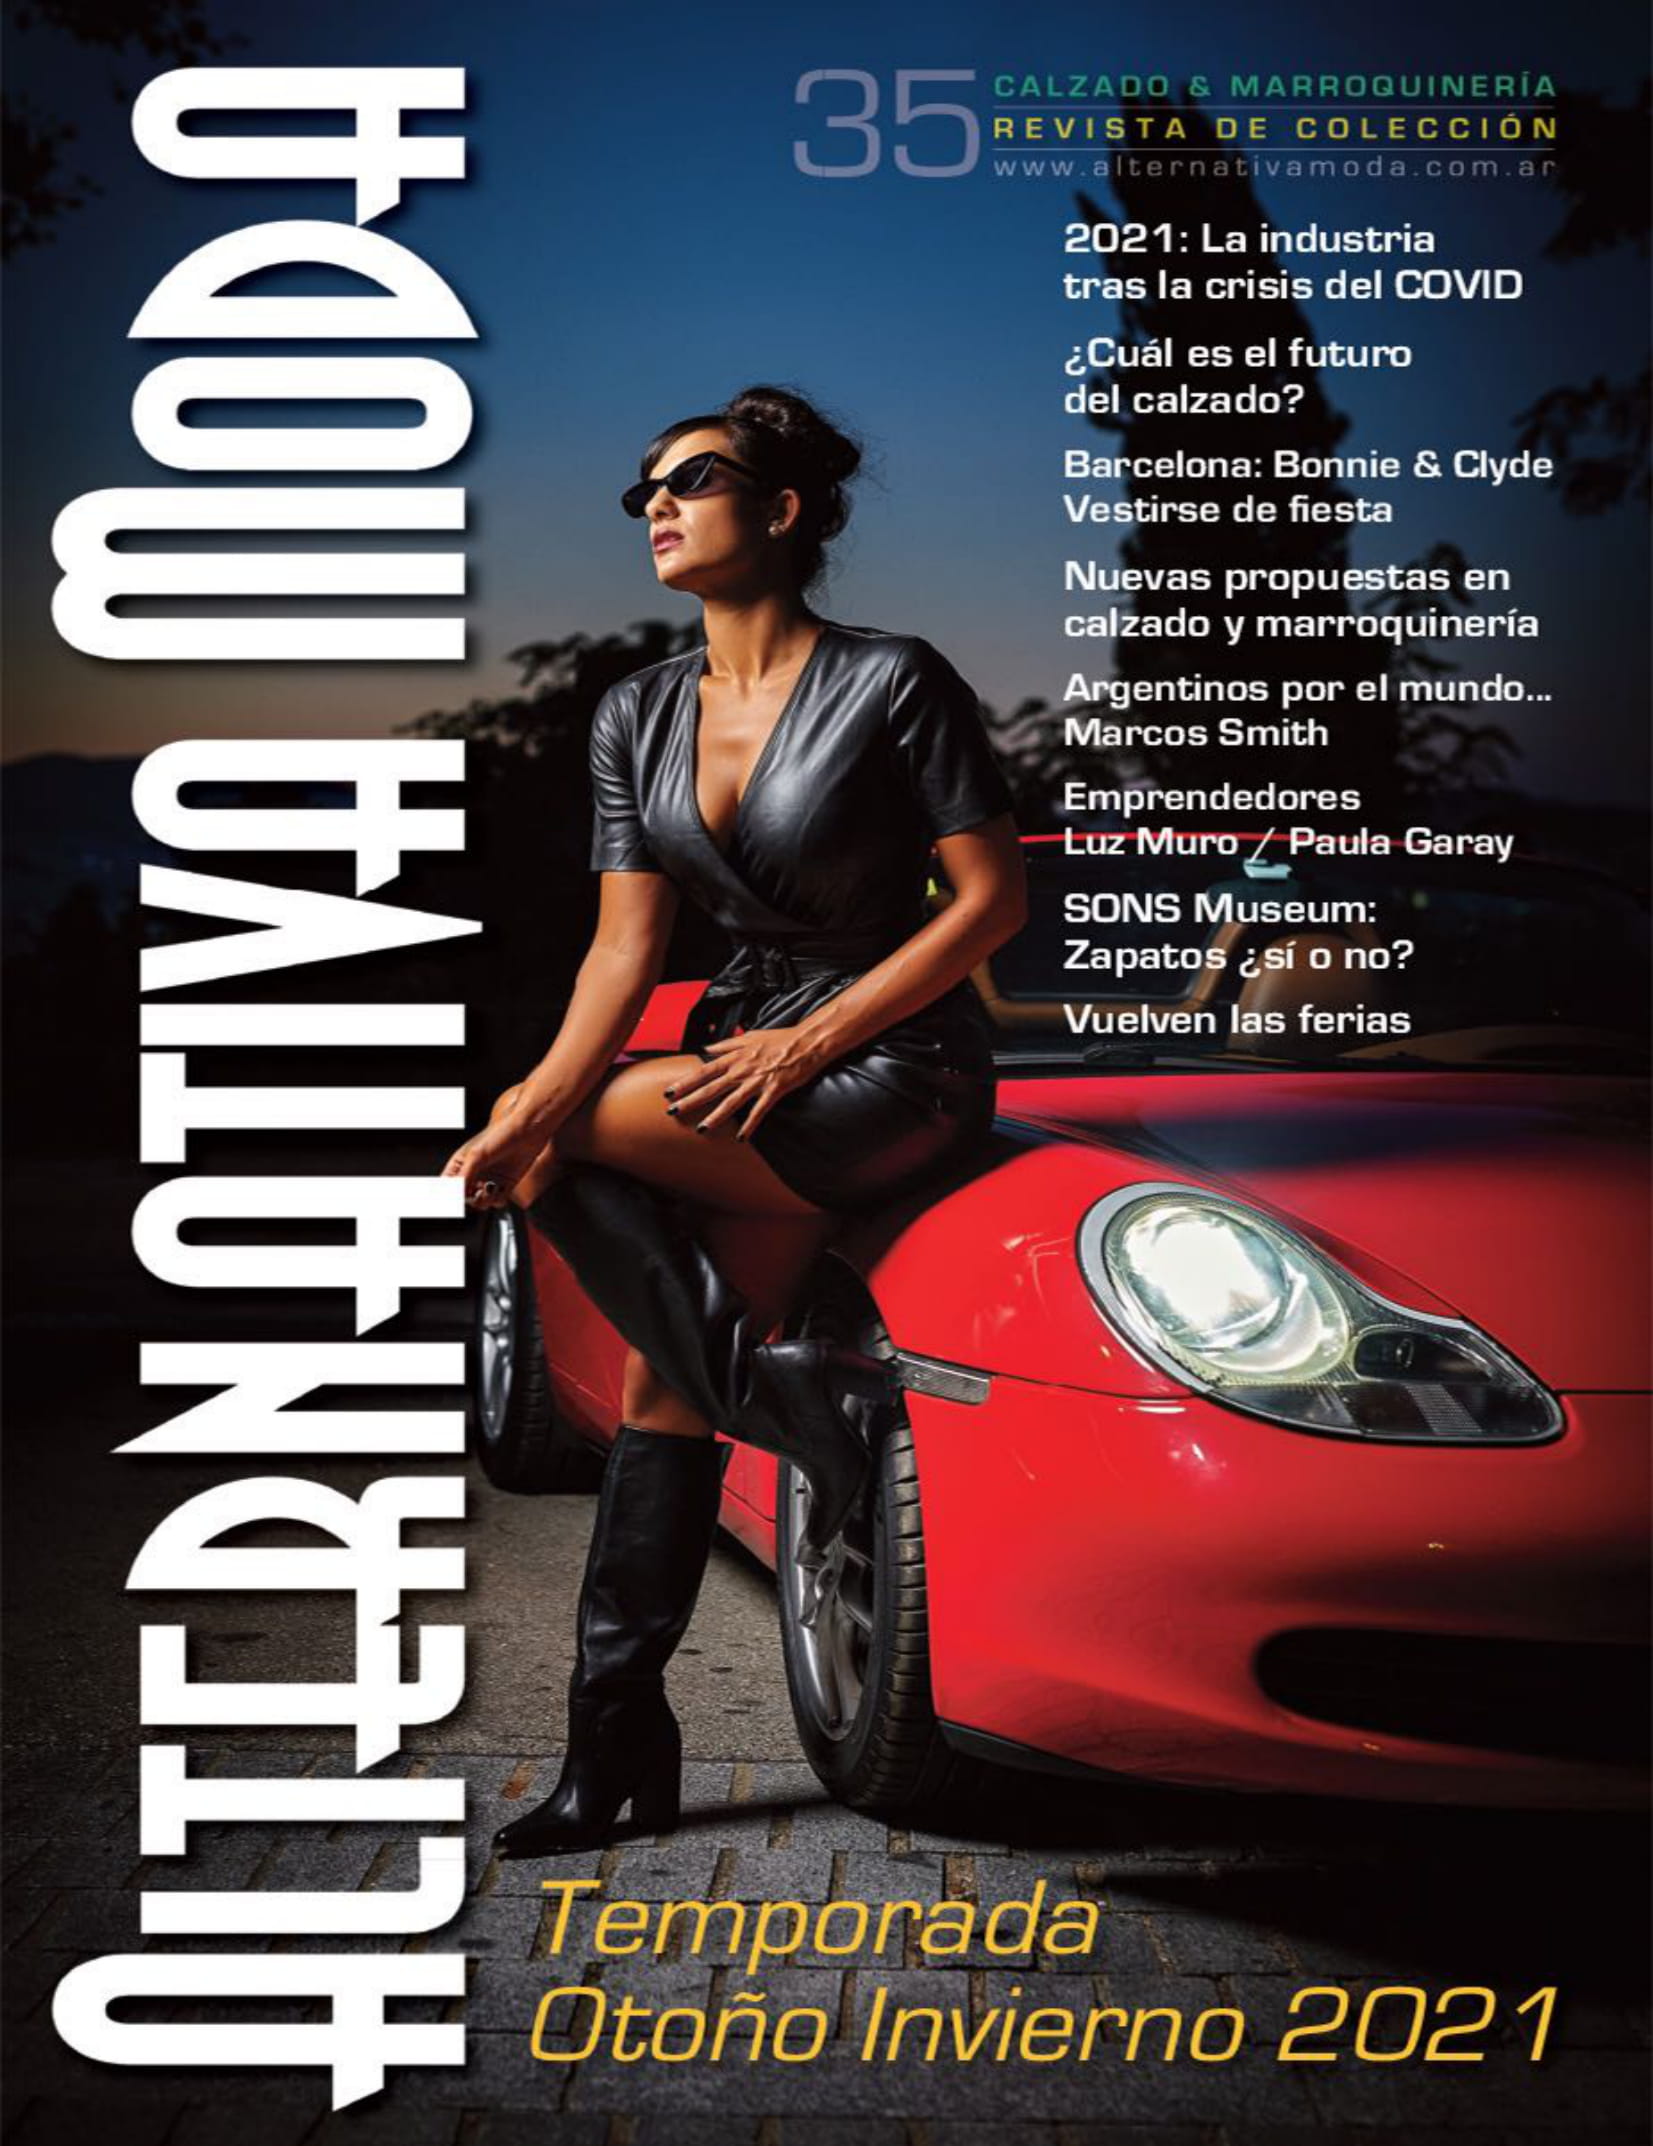 ALTERNATIVA MODA
35
CALZADO & MARROQUINERÍA
REVISTA DE COLECCIÓN
www.alternativamoda.com.ar
2021: La industria
tras la crisis del COVID
¿Cuál es el futuro
del calzado?
Barcelona: Bonnie & Clyde
Vestirse de fiesta
Nuevas propuestas en
calzado y marroquinería
Argentinos por el mundo...
Marcos Smith
Emprendedores
Luz Muro / Paula Garay
SONS Museum:
Zapatos ¿sí o no?
Vuelven las ferias
Temporada
Otoño Invierno 2021